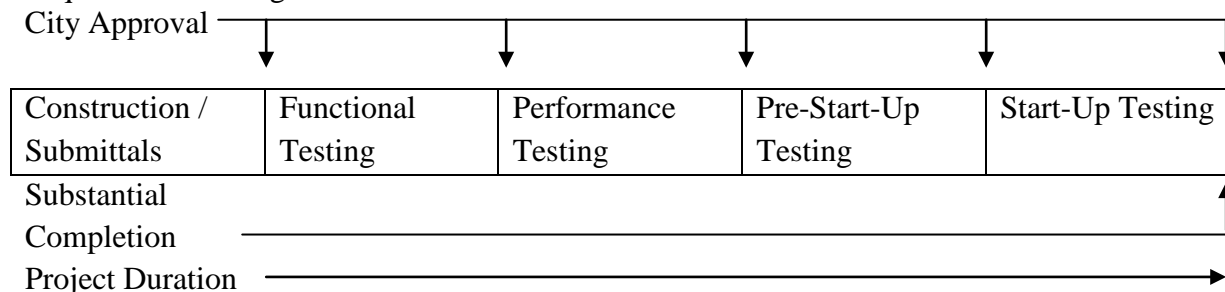 City Approval
Construction / Submittals
Functional Testing
Performance Testing
Pre-Start-Up Testing
Start-Up Testing
Substantial
Completion
Project Duration